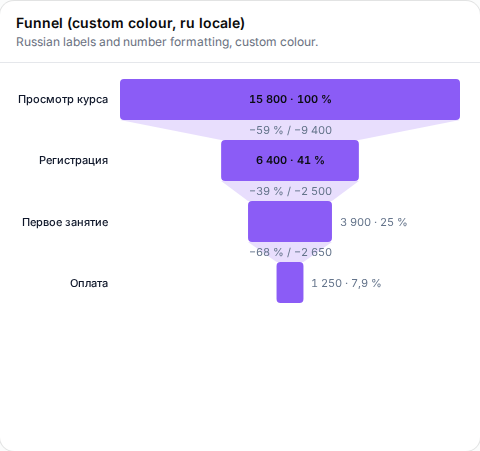 Funnel (custom colour, ru locale)
Russian labels and number formatting, custom colour.
Просмотр курса 15 800 · 100 %
−59 % / −9 400
Регистрация 6 400 · 41 %
−39 % / −2 500
Первое занятие 3 900 · 25 %
−68 % / −2 650
Оплата 1 250 · 7,9 %